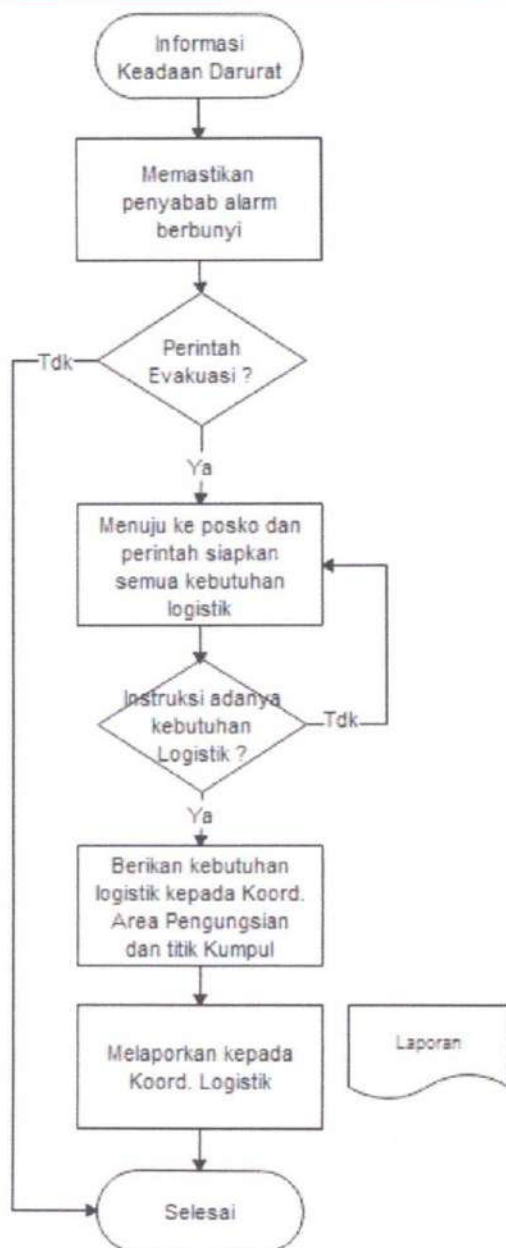 Informasi
Keadaan Darurat
Memastikan
penyabab alarm
berbunyi
Tdk
Perintah
Evakuasi ?
Ya
Menuju ke posko dan
perintah siapkan
semua kebutuhan
logistik
Instruksi adanya
kebutuhan
Logistik ?
Tdk
Ya
Berikan kebutuhan
logistik kepada Koord.
Area Pengungsian
dan titik Kumpul
Melaporkan kepada
Koord. Logistik
Laporan
Selesai